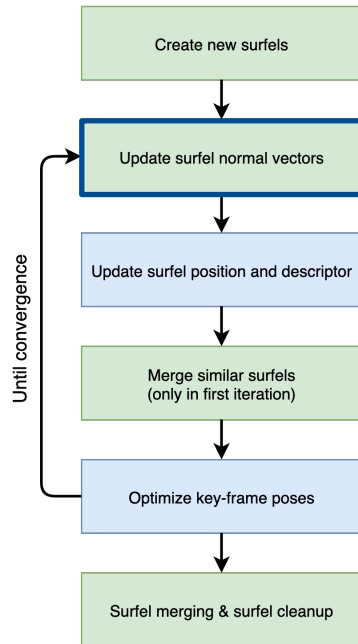 Create new surfels
Update surfel normal vectors
Update surfel position and descriptor
Merge similar surfels
(only in first iteration)
Optimize key-frame poses
Surfel merging & surfel cleanup
Until convergence